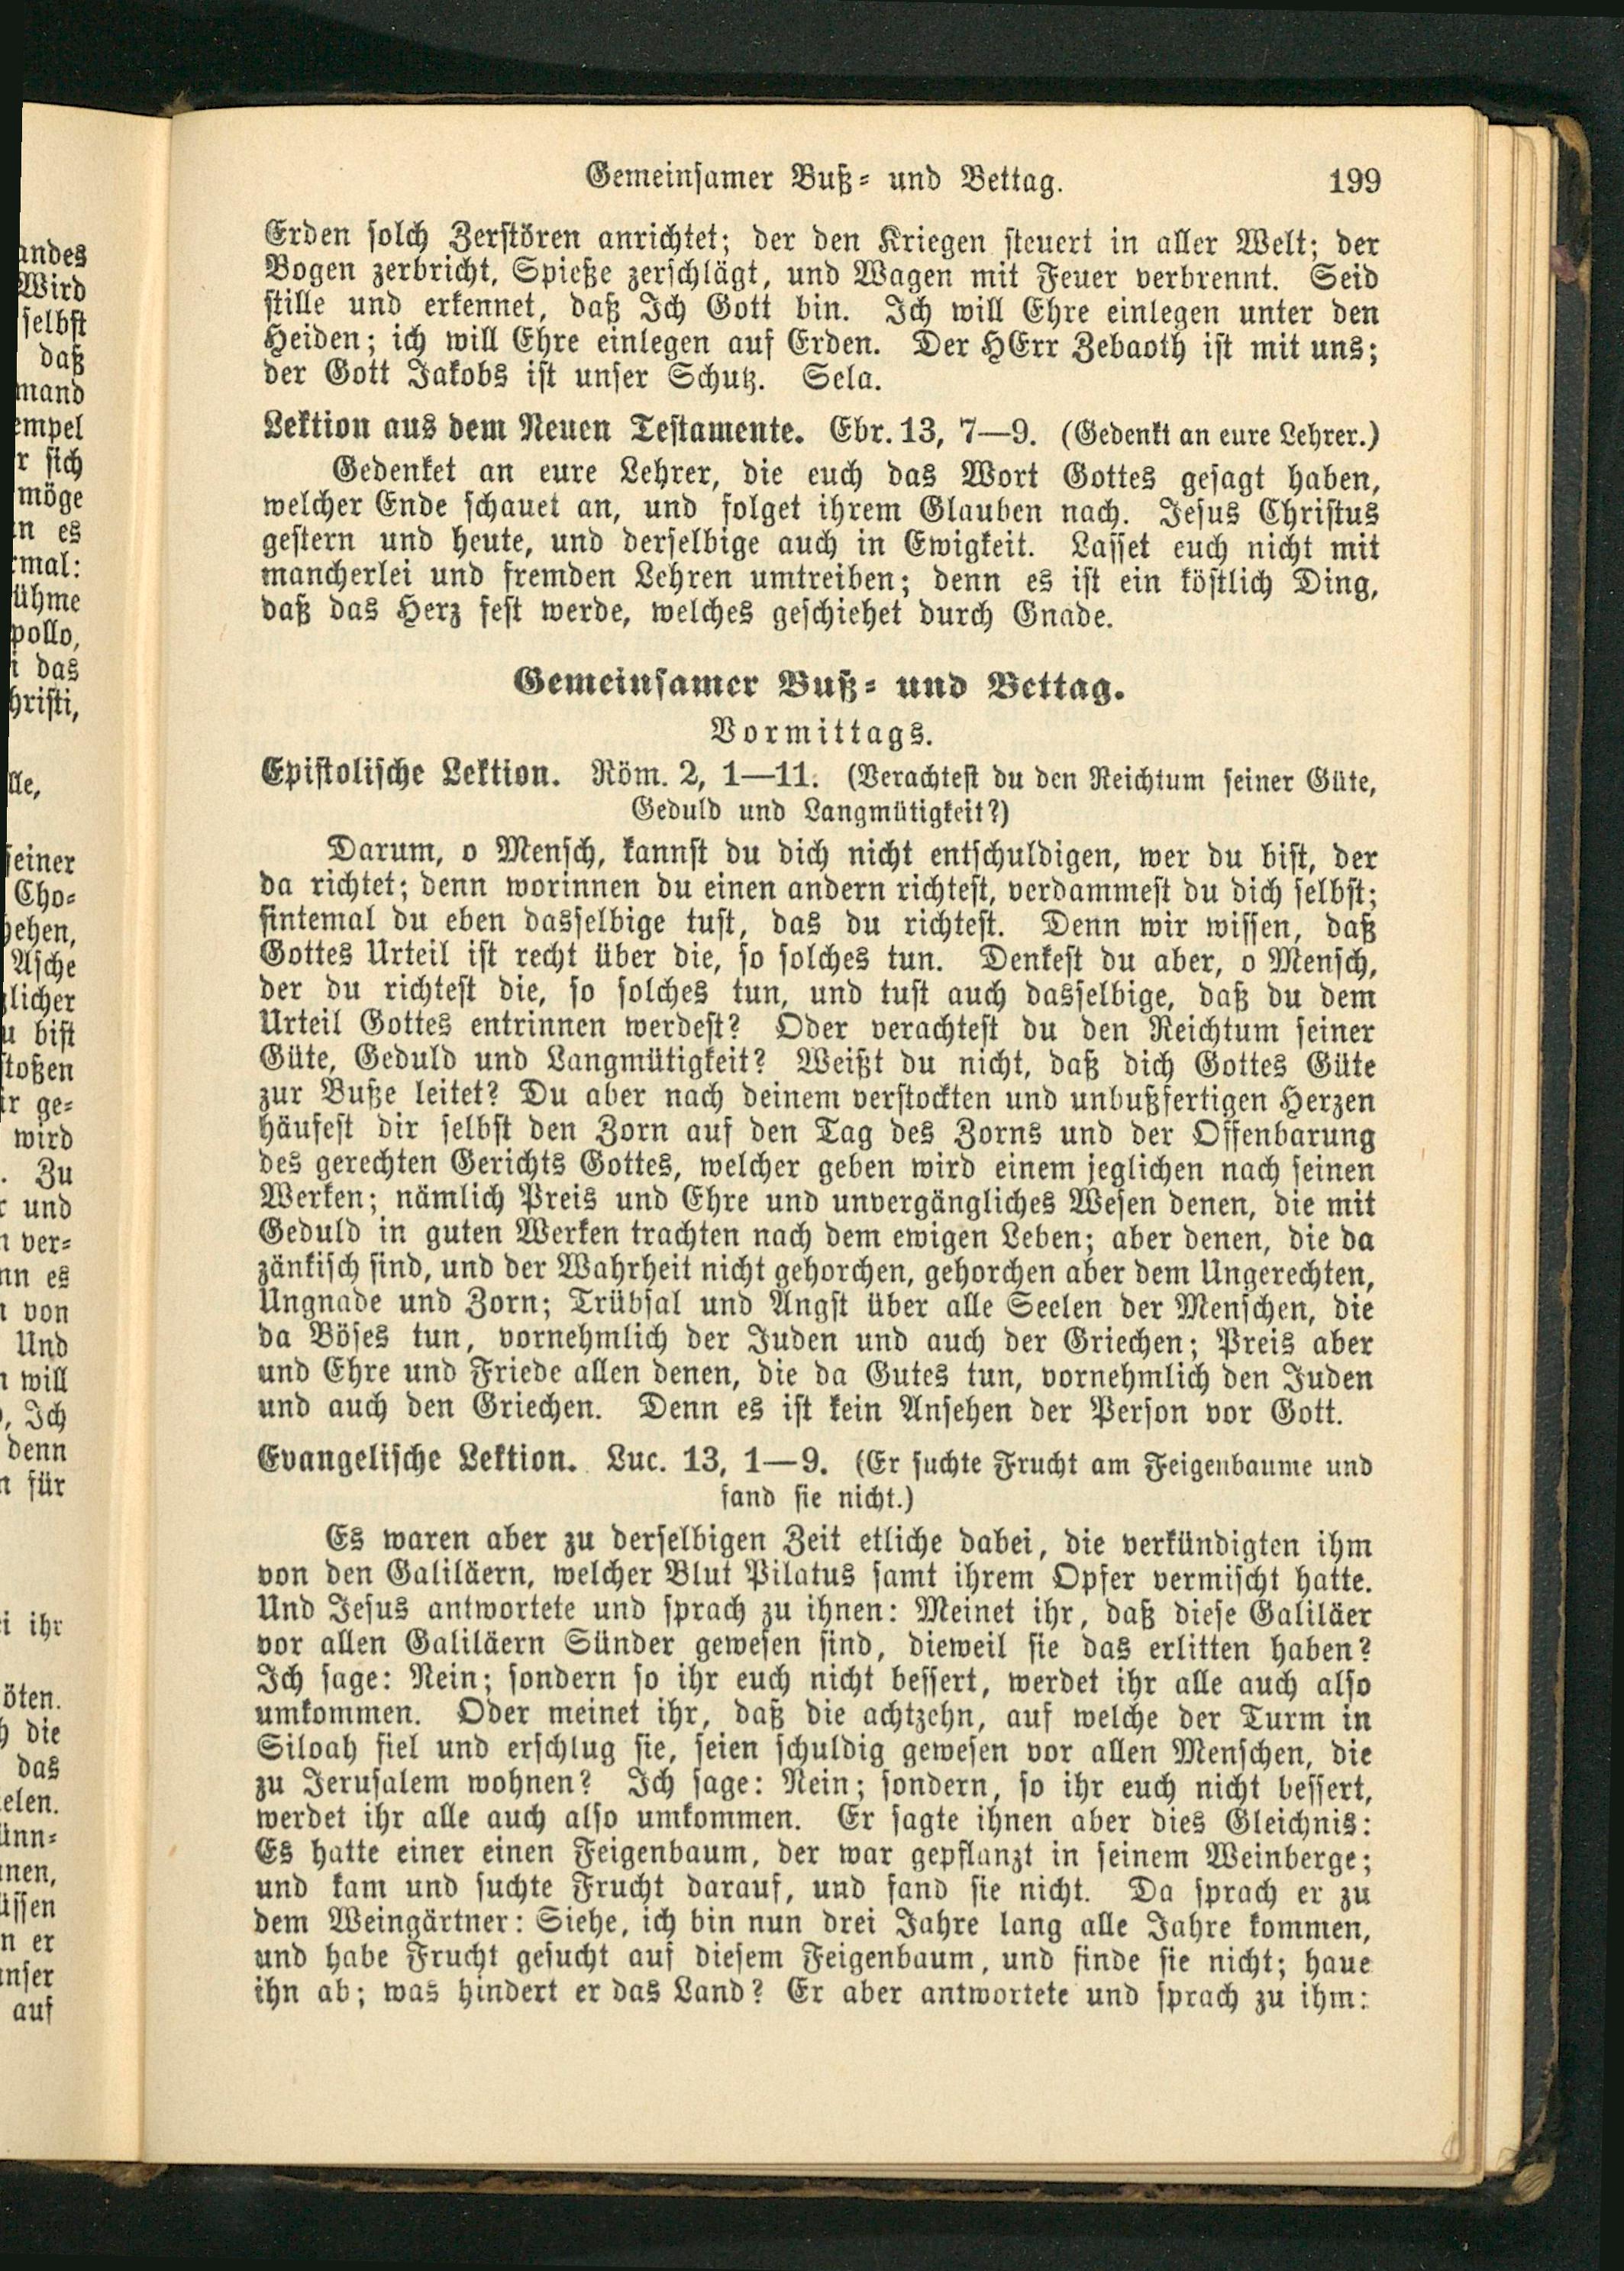 Gemeinsamer Buß- und Bettag. 199
Erden solch Zerstören anrichtet; der den Kriegen steuert in aller Welt; der
Bogen zerbricht, Spieße zerschlägt, und Wagen mit Feuer verbrennt. Seid
stille und erkennet, daß Ich Gott bin. Ich will Ehre einlegen unter den
Heiden; ich will Ehre einlegen auf Erden. Der HErr Zebaoth ist mit uns;
der Gott Jakobs ist unser Schutz. Sela.
Lektion aus dem Neuen Testamente. Ebr. 13, 7—9. (Gedenkt an eure Lehrer.)
Gedenket an eure Lehrer, die euch das Wort Gottes gesagt haben,
welcher Ende schauet an, und folget ihrem Glauben nach. Jesus Christus
gestern und heute, und derselbige auch in Ewigkeit. Lasset euch nicht mit
mancherlei und fremden Lehren umtreiben; denn es ist ein köstlich Ding,
daß das Herz fest werde, welches geschiehet durch Gnade.
Gemeinsamer Buß- und Bettag.
Vormittags.
Epistolische Lektion. Röm. 2, 1—11. (Verachtest du den Reichtum seiner Güte,
Geduld und Langmütigkeit?)
Darum, o Mensch, kannst du dich nicht entschuldigen, wer du bist, der
da richtet; denn worinnen du einen andern richtest, verdammest du dich selbst;
sintemal du eben dasselbige tust, das du richtest. Denn wir wissen, daß
Gottes Urteil ist recht über die, so solches tun. Denkest du aber, o Mensch,
der du richtest die, so solches tun, und tust auch dasselbige, daß du dem
Urteil Gottes entrinnen werdest? Oder verachtest du den Reichtum seiner
Güte, Geduld und Langmütigkeit? Weißt du nicht, daß dich Gottes Güte
zur Buße leitet? Du aber nach deinem verstockten und unbußfertigen Herzen
häufest dir selbst den Zorn auf den Tag des Zorns und der Offenbarung
des gerechten Gerichts Gottes, welcher geben wird einem jeglichen nach seinen
Werken; nämlich Preis und Ehre und unvergängliches Wesen denen, die mit
Geduld in guten Werken trachten nach dem ewigen Leben; aber denen, die da
zänkisch sind, und der Wahrheit nicht gehorchen, gehorchen aber dem Ungerechten,
Ungnade und Zorn; Trübsal und Angst über alle Seelen der Menschen, die
da Böses tun, vornehmlich der Juden und auch der Griechen; Preis aber
und Ehre und Friede allen denen, die da Gutes tun, vornehmlich den Juden
und auch den Griechen. Denn es ist kein Ansehen der Person vor Gott.
Evangelische Lektion. Luc. 13, 1—9. (Er suchte Frucht am Feigenbaume und
fand sie nicht.)
Es waren aber zu derselbigen Zeit etliche dabei, die verkündigten ihm
von den Galiläern, welcher Blut Pilatus samt ihrem Opfer vermischt hatte.
Und Jesus antwortete und sprach zu ihnen: Meinet ihr, daß diese Galiläer
vor allen Galiläern Sünder gewesen sind, dieweil sie das erlitten haben?
Ich sage: Nein; sondern so ihr euch nicht bessert, werdet ihr alle auch also
umkommen. Oder meinet ihr, daß die achtzehn, auf welche der Turm in
Siloah fiel und erschlug sie, seien schuldig gewesen vor allen Menschen, die
zu Jerusalem wohnen? Ich sage: Nein; sondern, so ihr euch nicht bessert,
werdet ihr alle auch also umkommen. Er sagte ihnen aber dies Gleichnis:
Es hatte einer einen Feigenbaum, der war gepflanzt in seinem Weinberge;
und kam und suchte Frucht darauf, und fand sie nicht. Da sprach er zu
dem Weingärtner: Siehe, ich bin nun drei Jahre lang alle Jahre kommen,
und habe Frucht gesucht auf diesem Feigenbaum, und finde sie nicht; haue
ihn ab; was hindert er das Land? Er aber antwortete und sprach zu ihm: